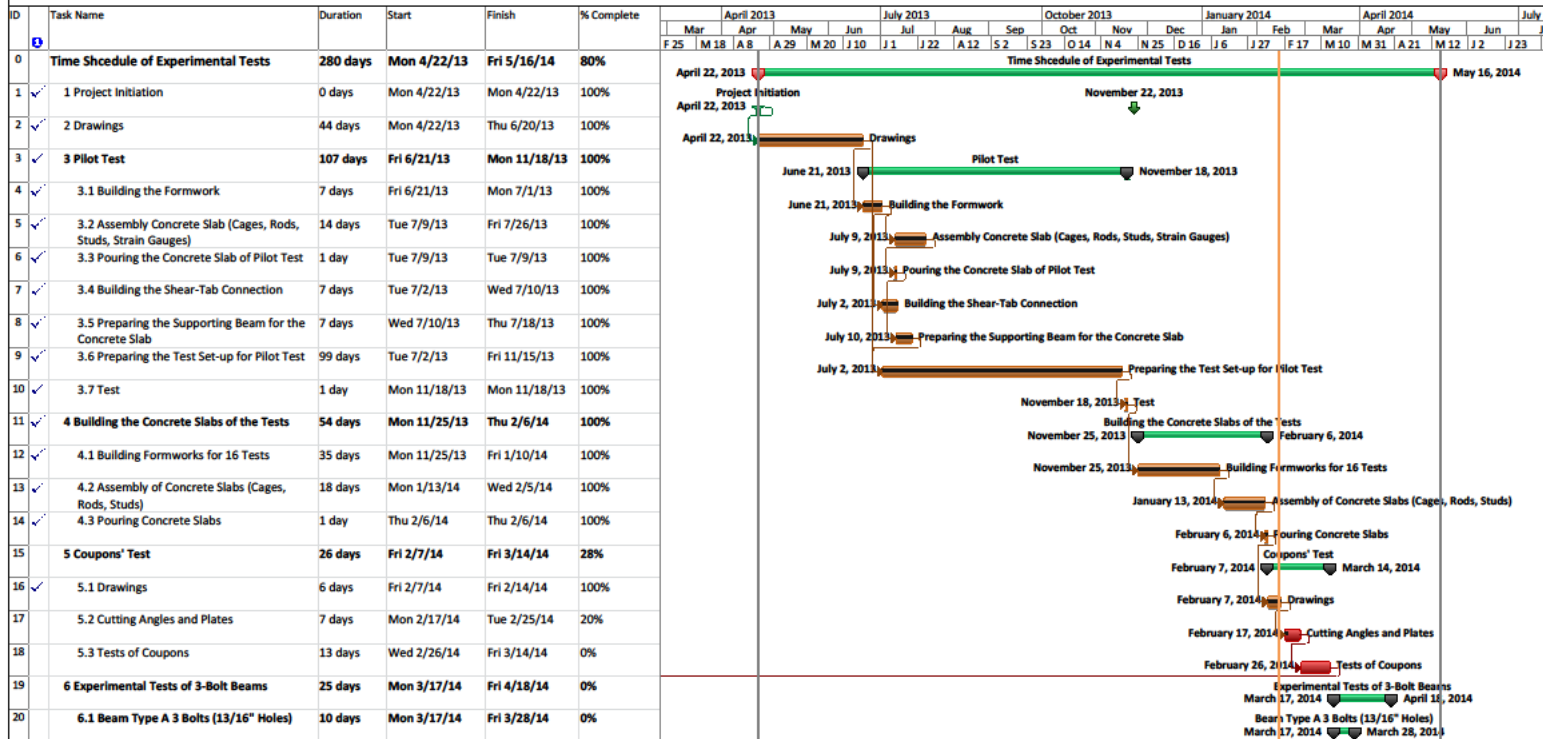 ID Task Name Duration Start Finish % Complete
April 2013 July 2013 October 2013 January 2014 April 2014 July
Mar Apr May Jun Jul Aug Sep Oct Nov Dec Jan Feb Mar Apr May Jun
F 25 M 18 A 8 A 29 M 20 J 10 J 1 J 22 A 12 S 2 S 23 O 14 N 4 N 25 D 16 J 6 J 27 F 17 M 10 M 31 A 21 M 12 J 2 J 23
0 Time Shcedule of Experimental Tests 280 days Mon 4/22/13 Fri 5/16/14 80%
Time Shcedule of Experimental Tests
April 22, 2013 May 16, 2014
1 1 Project Initiation 0 days Mon 4/22/13 Mon 4/22/13 100%
Project Initiation November 22, 2013
April 22, 2013
2 2 Drawings 44 days Mon 4/22/13 Thu 6/20/13 100%
April 22, 2013 Drawings
3 3 Pilot Test 107 days Fri 6/21/13 Mon 11/18/13 100%
Pilot Test
June 21, 2013 November 18, 2013
4 3.1 Building the Formwork 7 days Fri 6/21/13 Mon 7/1/13 100%
June 21, 2013 Building the Formwork
5 3.2 Assembly Concrete Slab (Cages, Rods, 14 days Tue 7/9/13 Fri 7/26/13 100%
Studs, Strain Gauges)
July 9, 2013 Assembly Concrete Slab (Cages, Rods, Studs, Strain Gauges)
6 3.3 Pouring the Concrete Slab of Pilot Test 1 day Tue 7/9/13 Tue 7/9/13 100%
July 9, 2013 Pouring the Concrete Slab of Pilot Test
7 3.4 Building the Shear-Tab Connection 7 days Tue 7/2/13 Wed 7/10/13 100%
July 2, 2013 Building the Shear-Tab Connection
8 3.5 Preparing the Supporting Beam for the 7 days Wed 7/10/13 Thu 7/18/13 100%
Concrete Slab
July 10, 2013 Preparing the Supporting Beam for the Concrete Slab
9 3.6 Preparing the Test Set-up for Pilot Test 99 days Tue 7/2/13 Fri 11/15/13 100%
July 2, 2013 Preparing the Test Set-up for Pilot Test
10 3.7 Test 1 day Mon 11/18/13 Mon 11/18/13 100%
November 18, 2013 Test
11 4 Building the Concrete Slabs of the Tests 54 days Mon 11/25/13 Thu 2/6/14 100%
Building the Concrete Slabs of the Tests
November 25, 2013 February 6, 2014
12 4.1 Building Formworks for 16 Tests 35 days Mon 11/25/13 Fri 1/10/14 100%
November 25, 2013 Building Formworks for 16 Tests
13 4.2 Assembly of Concrete Slabs (Cages, 18 days Mon 1/13/14 Wed 2/5/14 100%
Rods, Studs)
January 13, 2014 Assembly of Concrete Slabs (Cages, Rods, Studs)
14 4.3 Pouring Concrete Slabs 1 day Thu 2/6/14 Thu 2/6/14 100%
February 6, 2014 Pouring Concrete Slabs
15 5 Coupons' Test 26 days Fri 2/7/14 Fri 3/14/14 28%
Coupons' Test
February 7, 2014 March 14, 2014
16 5.1 Drawings 6 days Fri 2/7/14 Fri 2/14/14 100%
February 7, 2014 Drawings
17 5.2 Cutting Angles and Plates 7 days Mon 2/17/14 Tue 2/25/14 20%
February 17, 2014 Cutting Angles and Plates
18 5.3 Tests of Coupons 13 days Wed 2/26/14 Fri 3/14/14 0%
February 26, 2014 Tests of Coupons
19 6 Experimental Tests of 3-Bolt Beams 25 days Mon 3/17/14 Fri 4/18/14 0%
Experimental Tests of 3-Bolt Beams
March 17, 2014 April 18, 2014
20 6.1 Beam Type A 3 Bolts (13/16" Holes) 10 days Mon 3/17/14 Fri 3/28/14 0%
Beam Type A 3 Bolts (13/16" Holes)
March 17, 2014 March 28, 2014